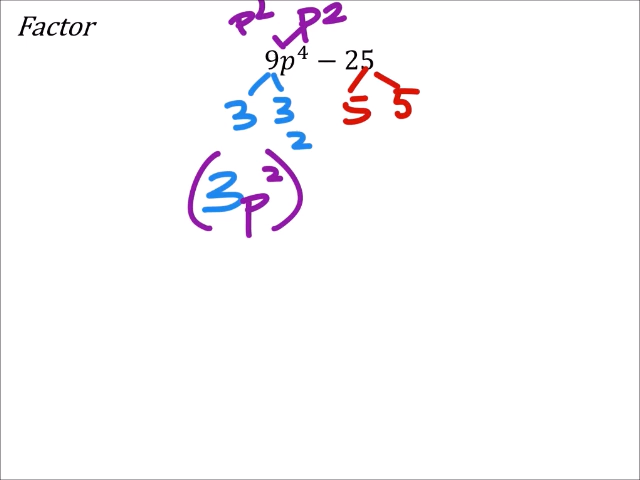 Factor
p² p2
9p⁴ − 25
3 3 5 5
2
(3p²)